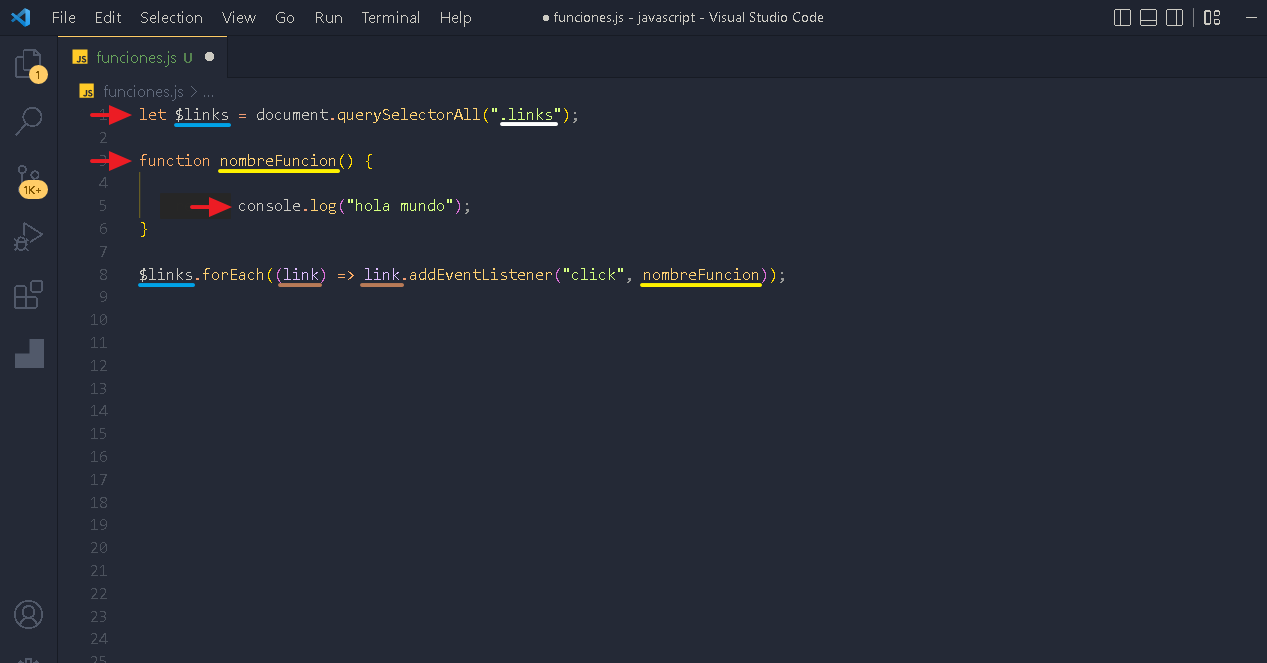 File Edit Selection View Go Run Terminal Help ● funciones.js - javascript - Visual Studio Code
JS funciones.js U ●
1
JS funciones.js > ...
1 let $links = document.querySelectorAll(".links");
2
3 function nombreFuncion() {
4
5 console.log("hola mundo");
6 }
7
8 $links.forEach((link) => link.addEventListener("click", nombreFuncion));
1K+
9
10
11
12
13
14
15
16
17
18
19
20
21
22
23
24
25